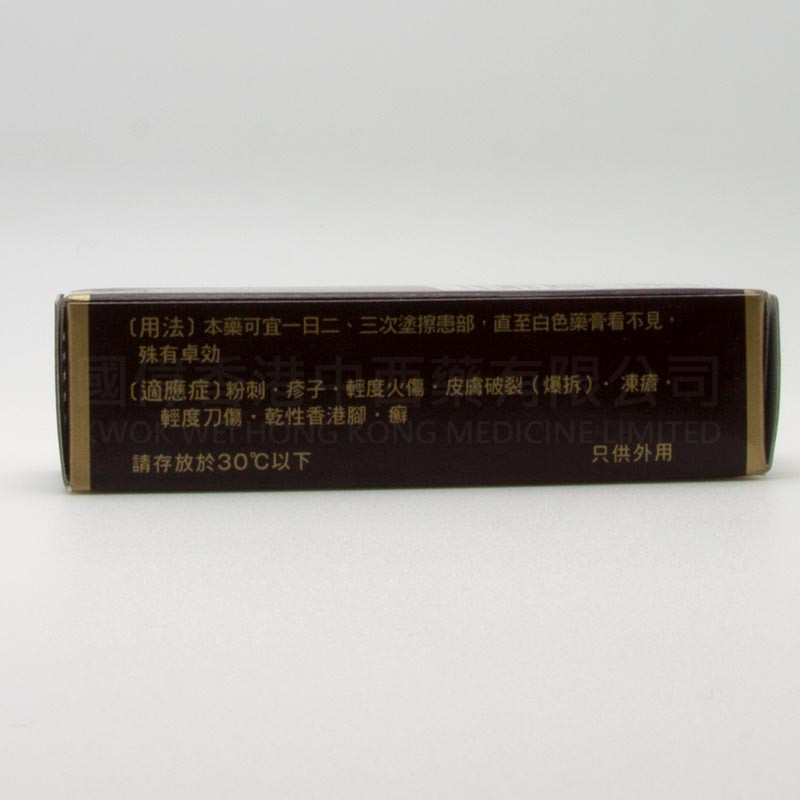 〔用法〕本藥可宜一日二、三次塗擦患部，直至白色藥膏看不見，
殊有卓効
〔適應症〕粉刺．疹子．輕度火傷．皮膚破裂（爆拆）．凍瘡．
輕度刀傷．乾性香港腳．癬
請存放於30℃以下
只供外用
國偉香港中西藥有限公司
KWOK WEI HONG KONG MEDICINE LIMITED